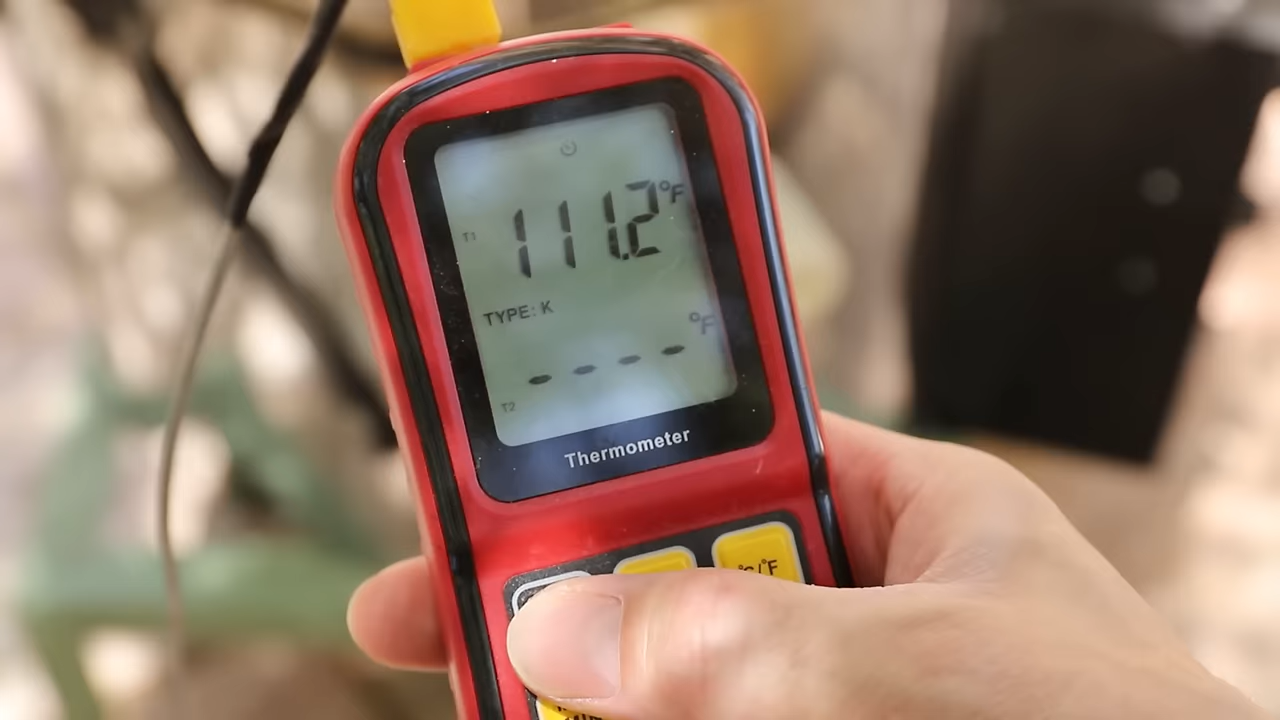 T1 111.2 °F
TYPE: K
°F
- - - -
T2
Thermometer
°C/°F